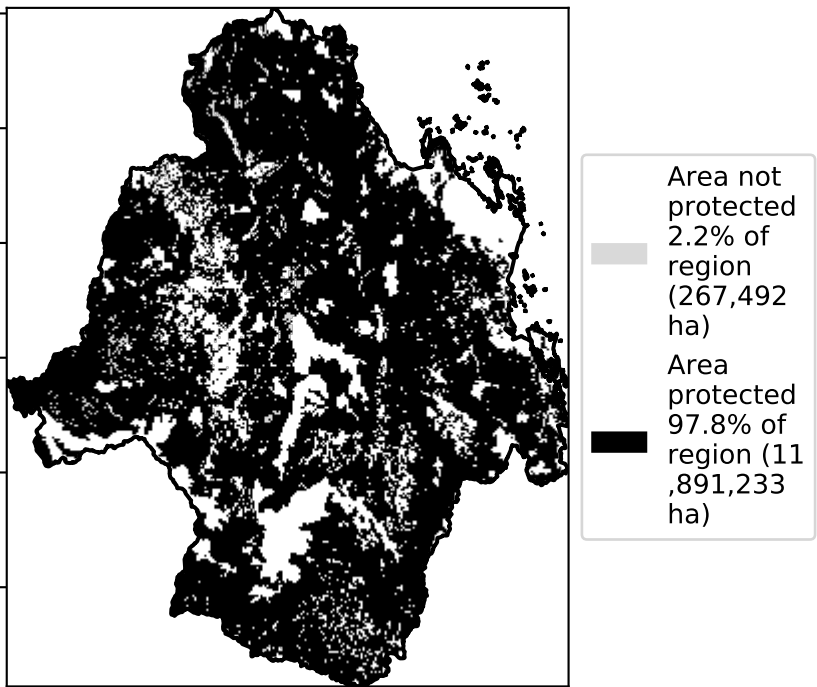 Area not
protected
2.2% of
region
(267,492
ha)
Area
protected
97.8% of
region (11
,891,233
ha)